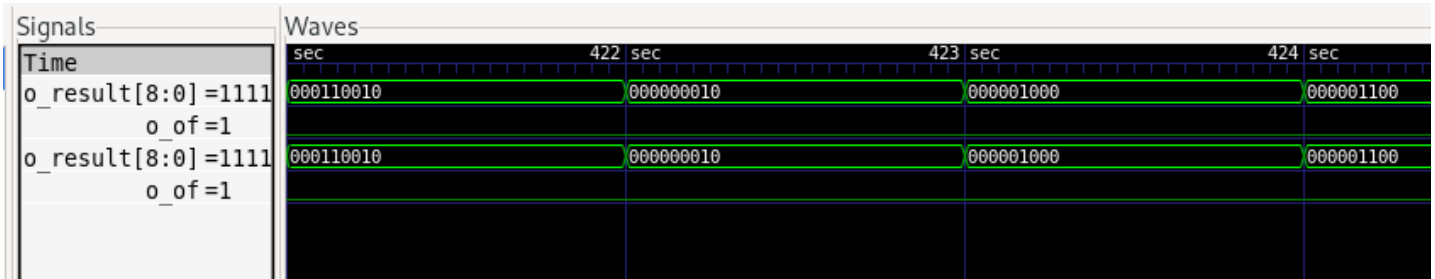 Signals Waves
Time sec 422 sec 423 sec 424 sec
o_result[8:0]=1111 000110010 000000010 000001000 000001100
o_of=1
o_result[8:0]=1111 000110010 000000010 000001000 000001100
o_of=1